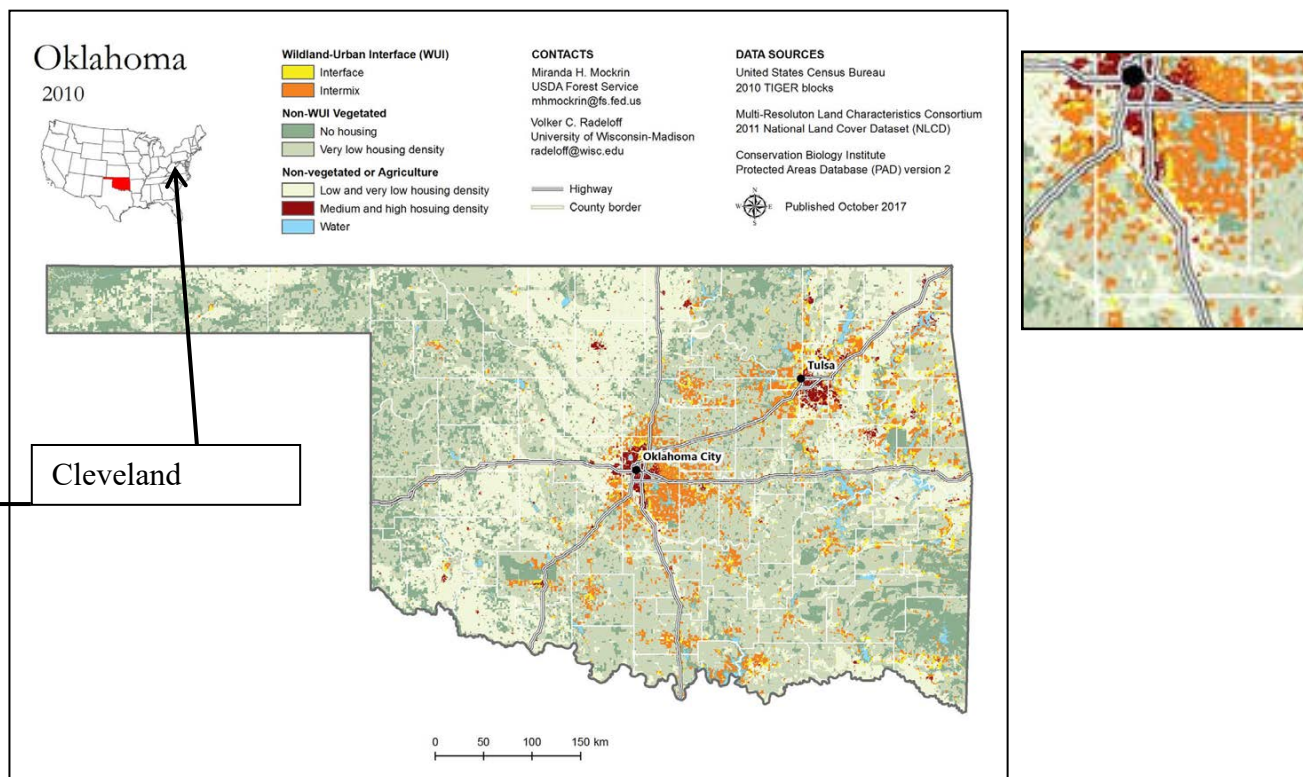 Oklahoma
2010
Wildland-Urban Interface (WUI)
Interface
Intermix
Non-WUI Vegetated
No housing
Very low housing density
Non-vegetated or Agriculture
Low and very low housing density
Medium and high hosuing density
Water
CONTACTS
Miranda H. Mockrin
USDA Forest Service
mhmockrin@fs.fed.us
Volker C. Radeloff
University of Wisconsin-Madison
radeloff@wisc.edu
Highway
County border
DATA SOURCES
United States Census Bureau
2010 TIGER blocks
Multi-Resoluton Land Characteristics Consortium
2011 National Land Cover Dataset (NLCD)
Conservation Biology Institute
Protected Areas Database (PAD) version 2
N
W E
S
Published October 2017
Tulsa
Oklahoma City
Cleveland
0 50 100 150 km